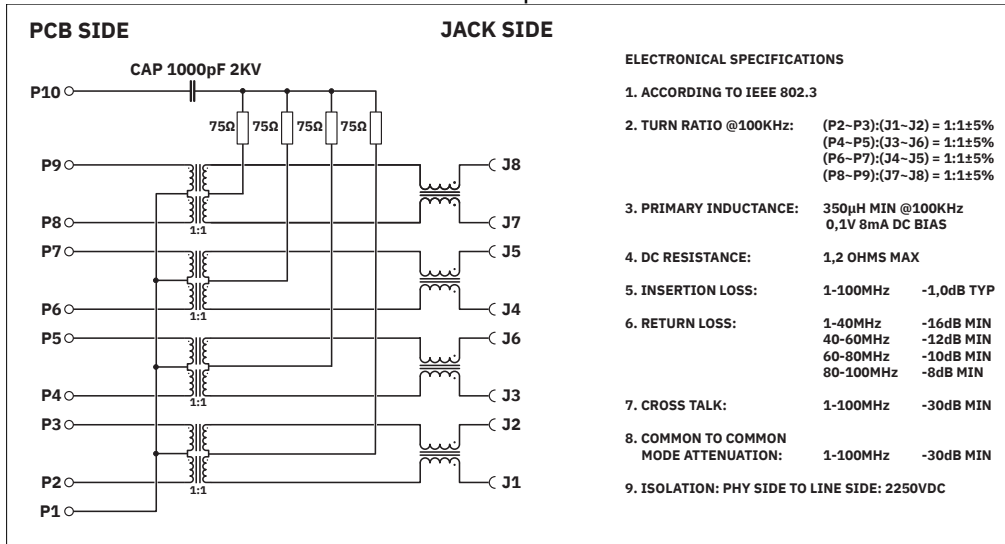 PCB SIDE
JACK SIDE
CAP 1000pF 2KV
P10
75Ω 75Ω 75Ω 75Ω
P9
J8
P8
J7
1:1
P7
J5
P6
J4
1:1
P5
J6
P4
J3
1:1
P3
J2
P2
J1
1:1
P1
ELECTRONICAL SPECIFICATIONS
1. ACCORDING TO IEEE 802.3
2. TURN RATIO @100KHz: (P2~P3):(J1~J2) = 1:1±5%
(P4~P5):(J3~J6) = 1:1±5%
(P6~P7):(J4~J5) = 1:1±5%
(P8~P9):(J7~J8) = 1:1±5%
3. PRIMARY INDUCTANCE: 350µH MIN @100KHz
0,1V 8mA DC BIAS
4. DC RESISTANCE: 1,2 OHMS MAX
5. INSERTION LOSS: 1-100MHz -1,0dB TYP
6. RETURN LOSS: 1-40MHz -16dB MIN
40-60MHz -12dB MIN
60-80MHz -10dB MIN
80-100MHz -8dB MIN
7. CROSS TALK: 1-100MHz -30dB MIN
8. COMMON TO COMMON
MODE ATTENUATION: 1-100MHz -30dB MIN
9. ISOLATION: PHY SIDE TO LINE SIDE: 2250VDC